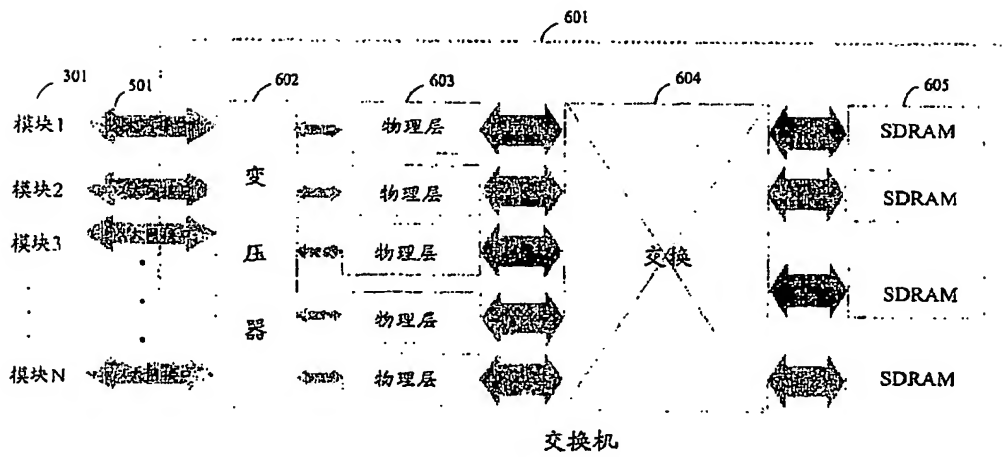 601
301
501
602
603
604
605
模块1
物理层
SDRAM
模块2
变
物理层
SDRAM
模块3
压
物理层
交换
器
物理层
SDRAM
模块N
物理层
SDRAM
交换机